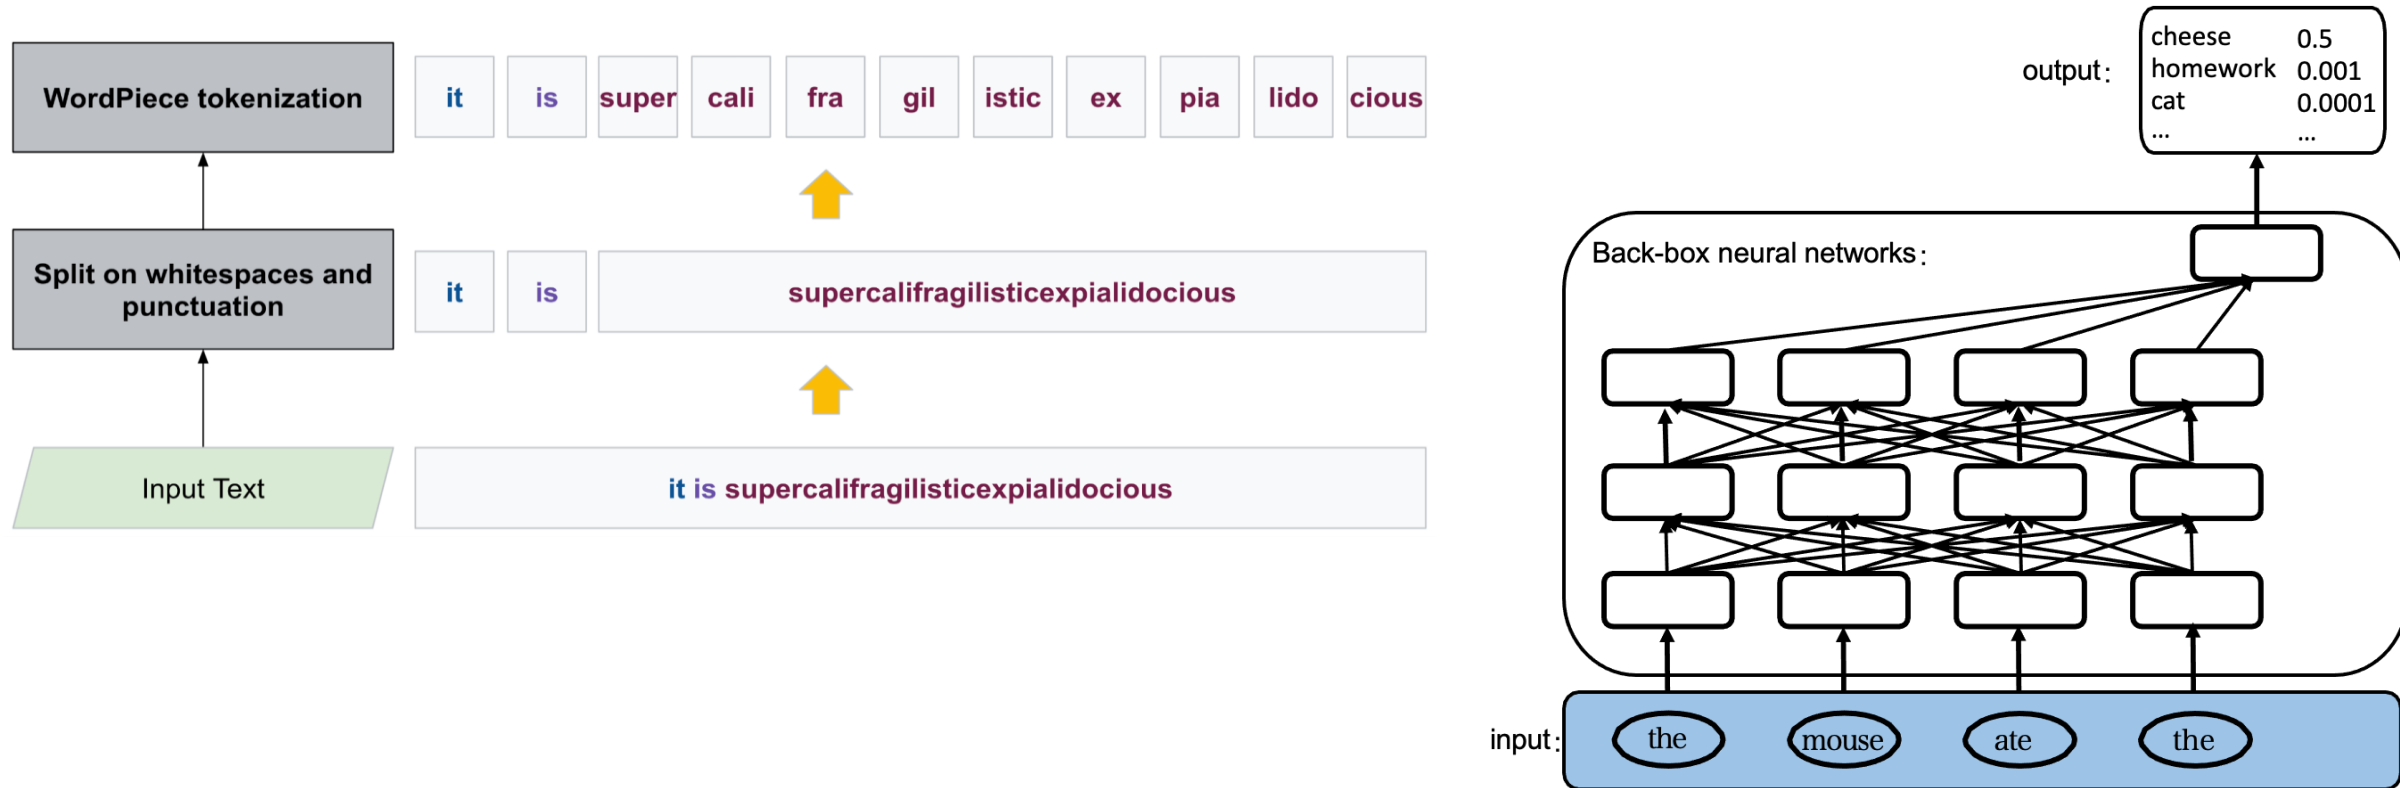 WordPiece tokenization
it is super cali fra gil istic ex pia lido cious
Split on whitespaces and
punctuation
it is supercalifragilisticexpialidocious
Input Text
it is supercalifragilisticexpialidocious
output:
cheese 0.5
homework 0.001
cat 0.0001
... ...
Back-box neural networks:
input: the mouse ate the